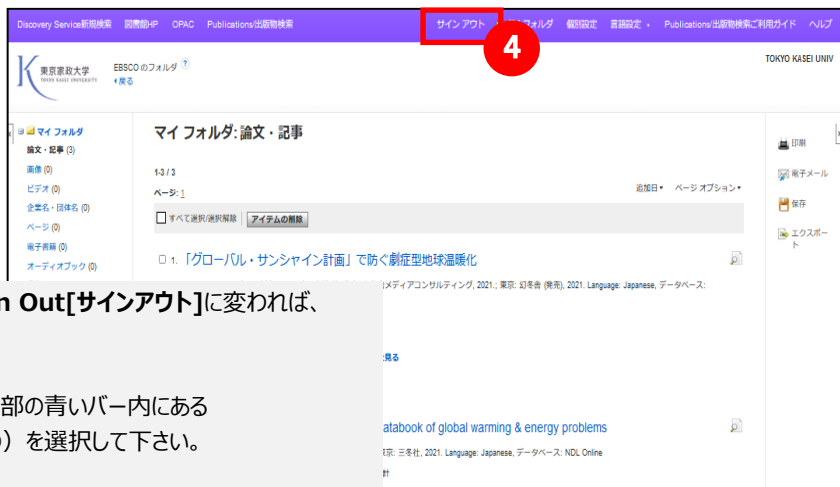 Discovery Service新規検索 図書館HP OPAC Publications/出版物検索 サイン アウト フォルダ 個別設定 言語設定 Publications/出版物検索ご利用ガイド ヘルプ
4
東京家政大学
TOKYO KASEI UNIVERSITY
EBSCO のフォルダ ?
戻る
TOKYO KASEI UNIV
マイ フォルダ
論文・記事 (3)
画像 (0)
ビデオ (0)
企業名・団体名 (0)
ページ (0)
電子書籍 (0)
オーディオブック (0)
マイ フォルダ: 論文・記事
1-3 / 3
ページ: 1
追加日 ページ オプション
すべて選択/選択解除 アイテムの削除
1. 「グローバル・サンシャイン計画」で防ぐ劇症型地球温暖化
メディアコンサルティング, 2021.; 東京: 幻冬舎 (発売), 2021. Language: Japanese, データベース:
見る
atabook of global warming & energy problems
京: 三冬社, 2021. Language: Japanese, データベース: NDL Online
計
印刷
電子メール
保存
エクスポー
ト
n Out[サインアウト]に変われば、
部の青いバー内にある
)を選択して下さい。